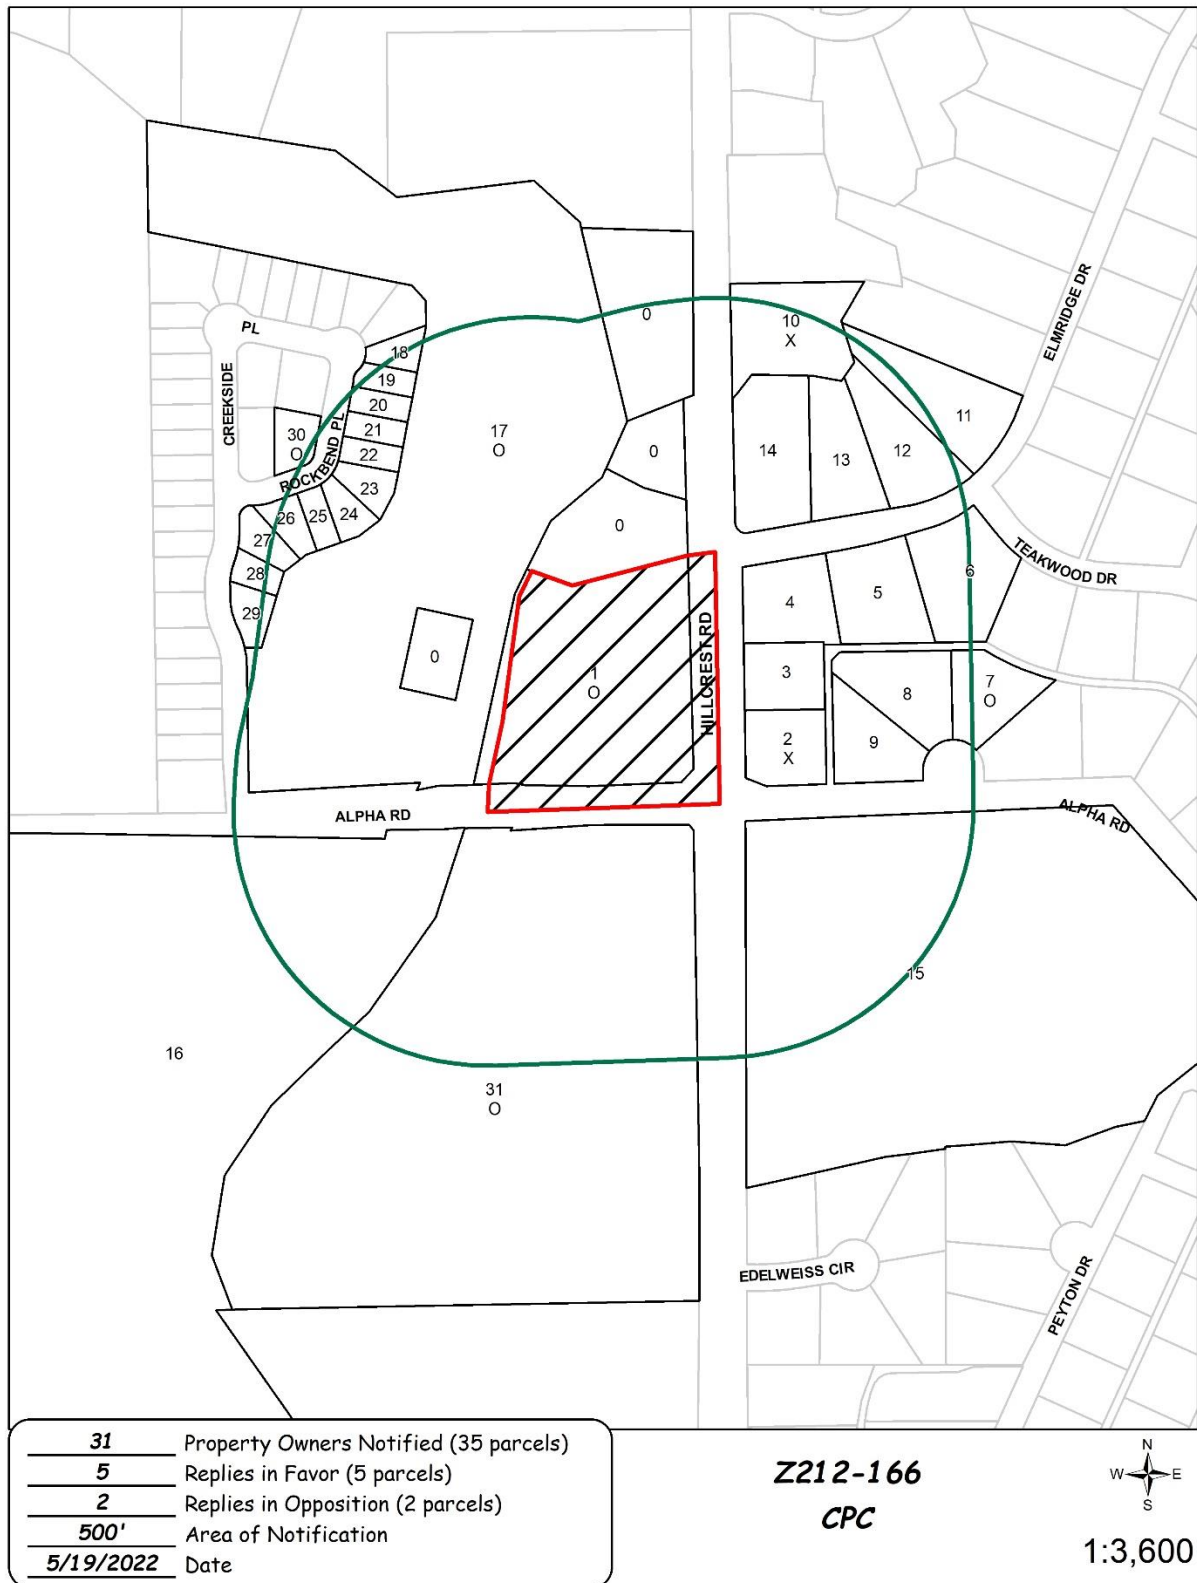 0
10
X
ELMRIDGE DR
PL
18
19
CREEKSIDE
20
11
30
O
ROCKBEND PL
21
17
O
22
0
14
13
12
23
26
25
24
27
0
TEAKWOOD DR
28
6
29
4
5
HILLCREST RD
0
1
O
3
8
7
O
2
X
9
ALPHA RD
ALPHA RD
15
16
31
O
EDELWEISS CIR
PEYTON DR
31 Property Owners Notified (35 parcels)
5 Replies in Favor (5 parcels)
2 Replies in Opposition (2 parcels)
500' Area of Notification
5/19/2022 Date
Z212-166
CPC
N
W E
S
1:3,600